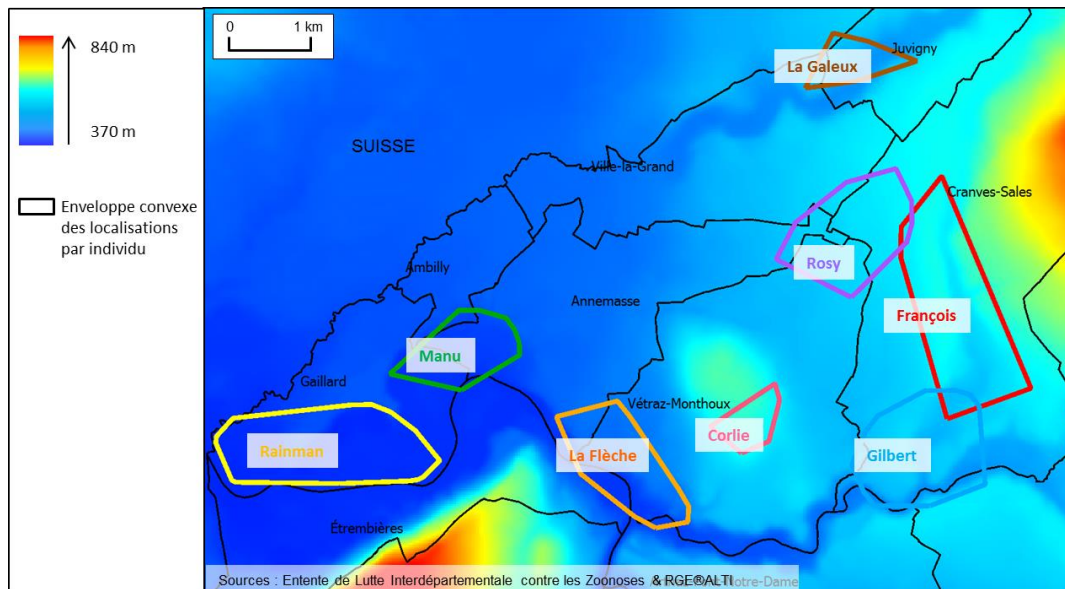 840 m
370 m
Enveloppe convexe
des localisations
par individu
0 1 km
SUISSE
La Galeux
Juvigny
Ville-la-Grand
Cranves-Sales
Rosy
Ambilly
Annemasse
François
Manu
Gaillard
Vétraz-Monthoux
Rainman
La Flèche
Corlie
Gilbert
Étrembières
Sources : Entente de Lutte Interdépartementale contre les Zoonoses & RGE®ALTI
-Notre-Dame